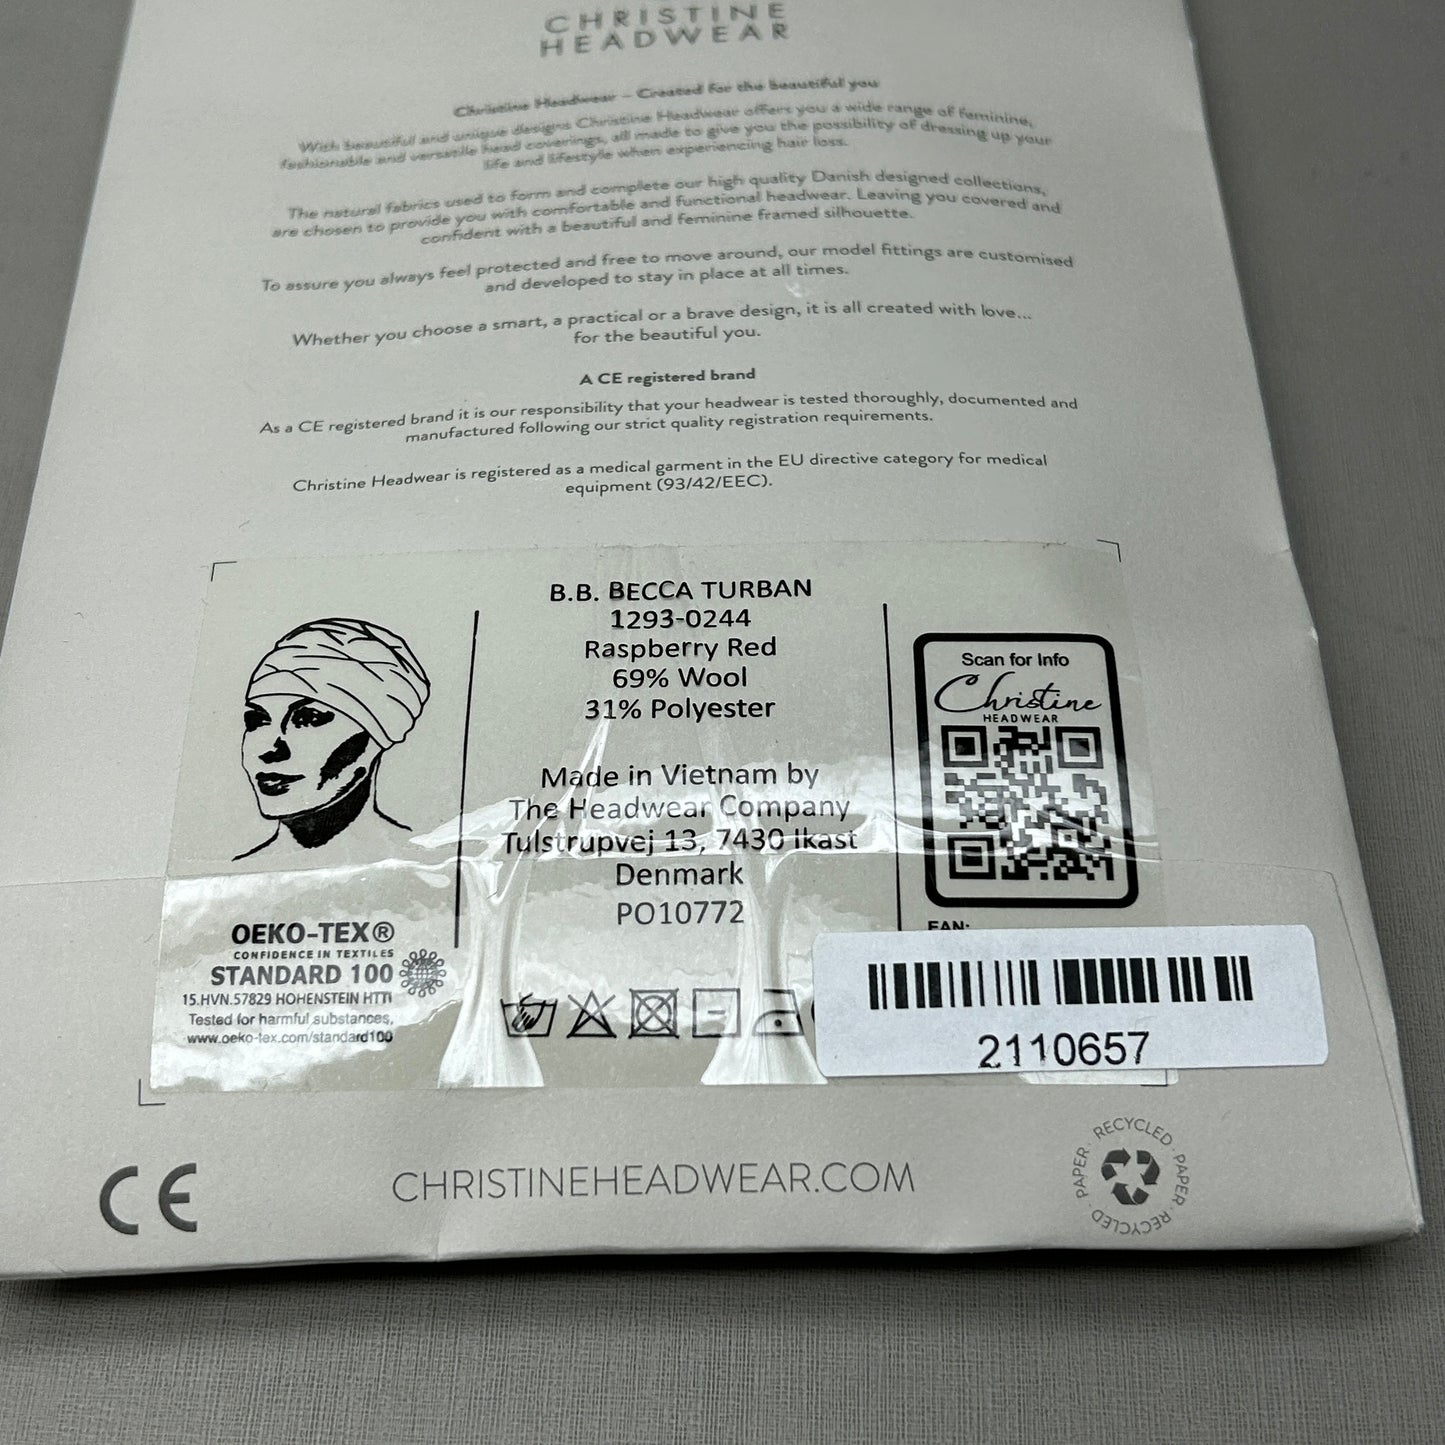 CHRISTINE
HEADWEAR
Christine Headwear – Created for the beautiful you
With beautiful and unique designs Christine Headwear offers you a wide range of feminine,
fashionable and versatile head coverings, all made to give you the possibility of dressing up your
life and lifestyle when experiencing hair loss.
The natural fabrics used to form and complete our high quality Danish designed collections,
are chosen to provide you with comfortable and functional headwear. Leaving you covered and
confident with a beautiful and feminine framed silhouette.
To assure you always feel protected and free to move around, our model fittings are customised
and developed to stay in place at all times.
Whether you choose a smart, a practical or a brave design, it is all created with love...
for the beautiful you.
A CE registered brand
As a CE registered brand it is our responsibility that your headwear is tested thoroughly, documented and
manufactured following our strict quality registration requirements.
Christine Headwear is registered as a medical garment in the EU directive category for medical
equipment (93/42/EEC).
B.B. BECCA TURBAN
1293-0244
Raspberry Red
69% Wool
31% Polyester
Made in Vietnam by
The Headwear Company
Tulstrupvej 13, 7430 Ikast
Denmark
PO10772
Scan for Info
Christine
HEADWEAR
EAN:
OEKO-TEX®
CONFIDENCE IN TEXTILES
STANDARD 100
15.HVN.57829 HOHENSTEIN HTTI
Tested for harmful substances,
www.oeko-tex.com/standard100
2110657
CE
CHRISTINEHEADWEAR.COM
RECYCLED · PAPER · RECYCLED · PAPER ·